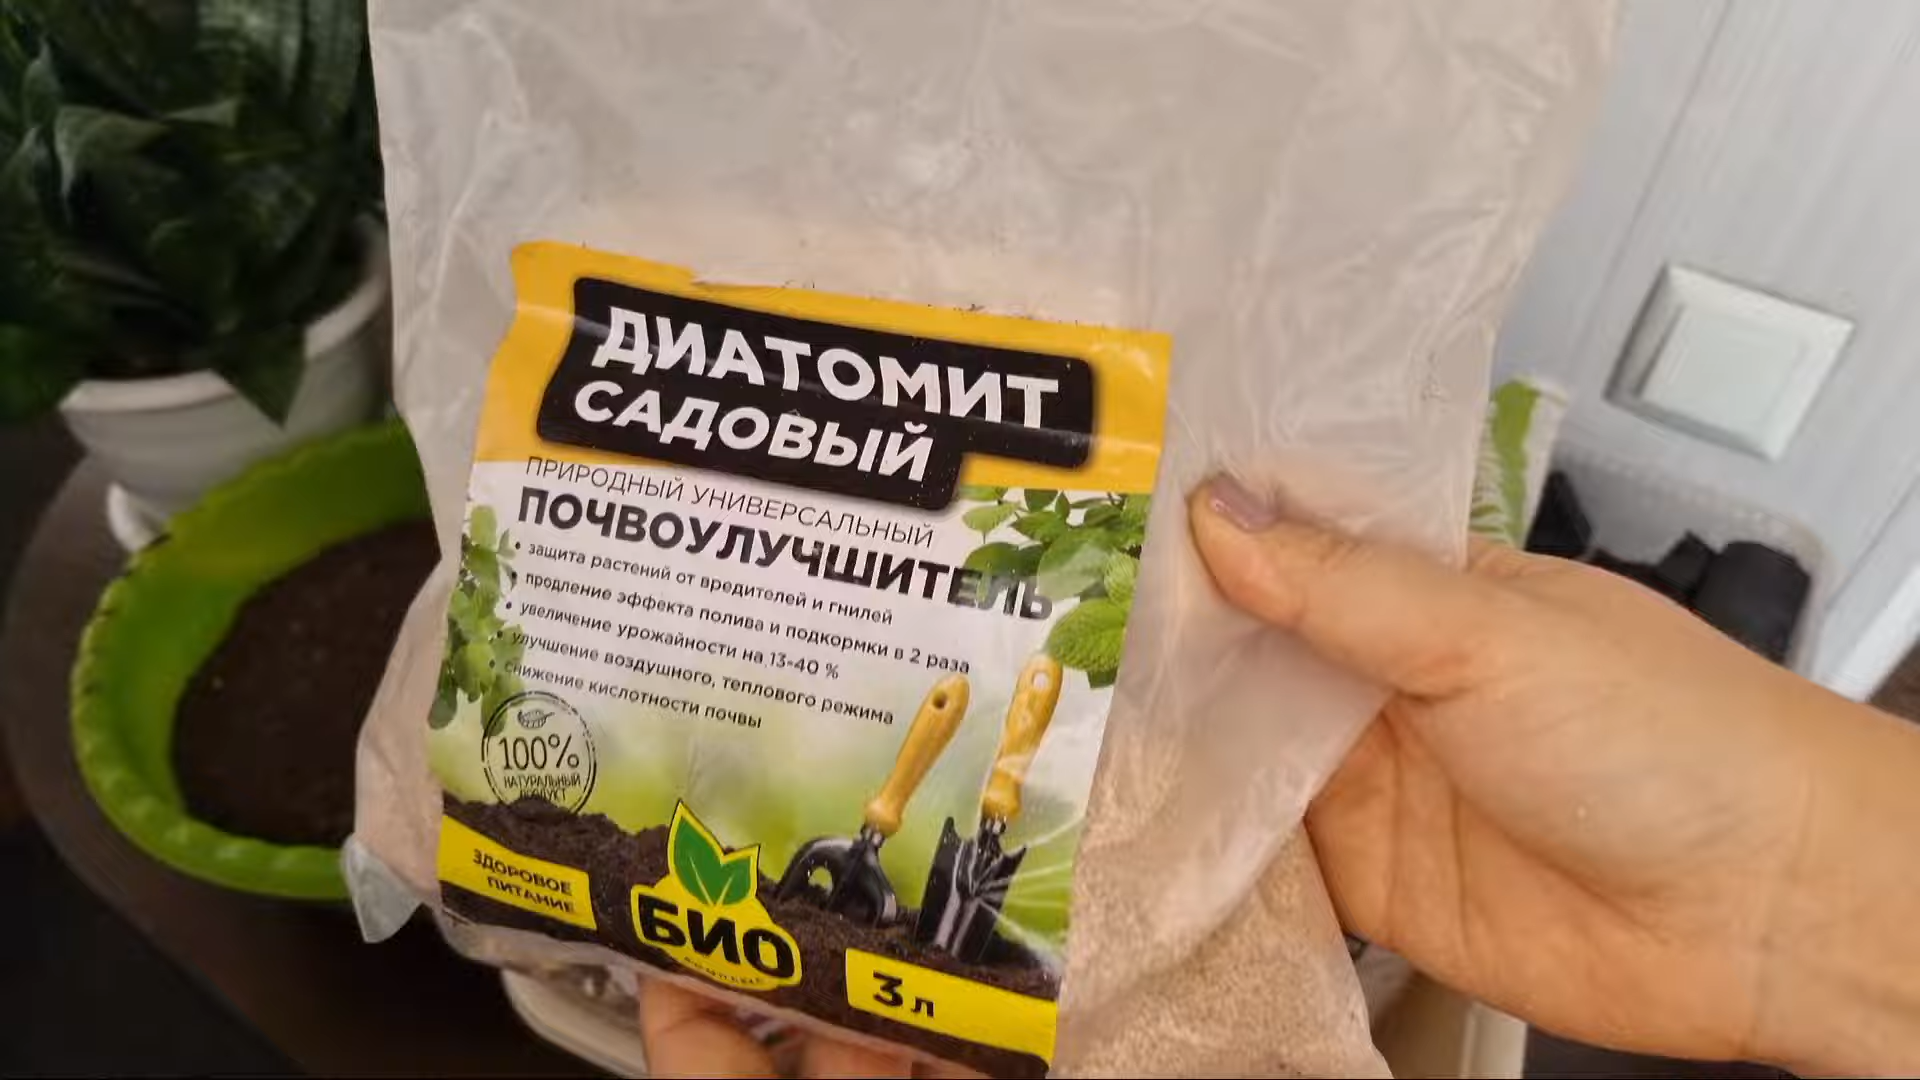 ДИАТОМИТ
САДОВЫЙ
ПРИРОДНЫЙ УНИВЕРСАЛЬНЫЙ
ПОЧВОУЛУЧШИТЕЛЬ
• защита растений от вредителей и гнилей
• продление эффекта полива и подкормки в 2 раза
• увеличение урожайности на 13-40 %
• улучшение воздушного, теплового режима
• снижение кислотности почвы
100%
НАТУРАЛЬНЫЙ
ПРОДУКТ
ЗДОРОВОЕ
ПИТАНИЕ
БИО
КОМПЛЕКС
3 л